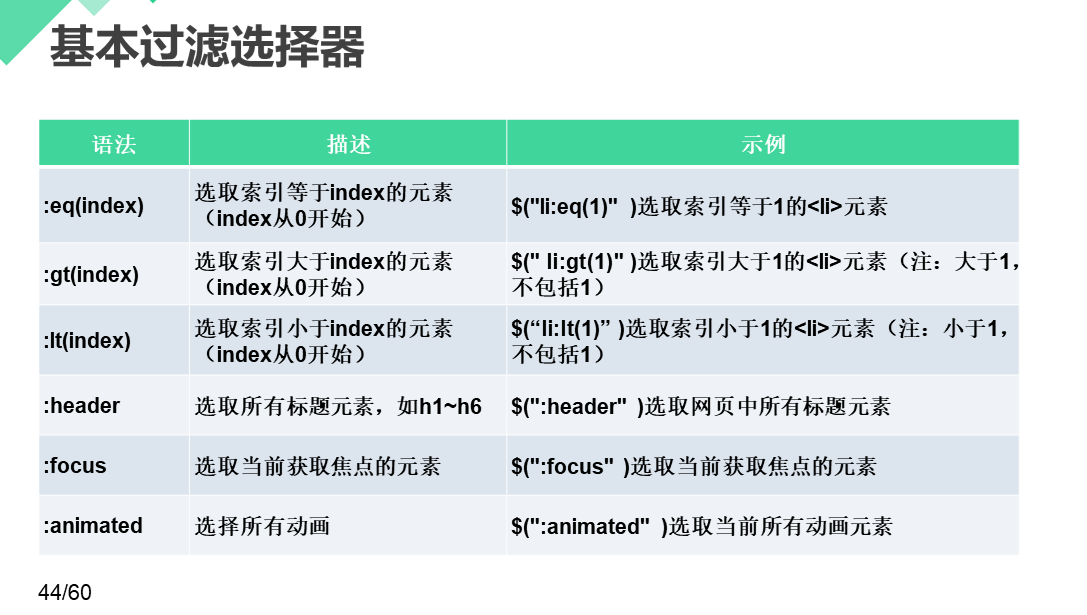 基本过滤选择器
语法
描述
示例
:eq(index)
选取索引等于index的元素
（index从0开始）
$("li:eq(1)" )选取索引等于1的<li>元素
:gt(index)
选取索引大于index的元素
（index从0开始）
$(" li:gt(1)" )选取索引大于1的<li>元素（注：大于1，
不包括1）
:lt(index)
选取索引小于index的元素
（index从0开始）
$(“li:lt(1)” )选取索引小于1的<li>元素（注：小于1，
不包括1）
:header
选取所有标题元素，如h1~h6
$(":header" )选取网页中所有标题元素
:focus
选取当前获取焦点的元素
$(":focus" )选取当前获取焦点的元素
:animated
选择所有动画
$(":animated" )选取当前所有动画元素
44/60